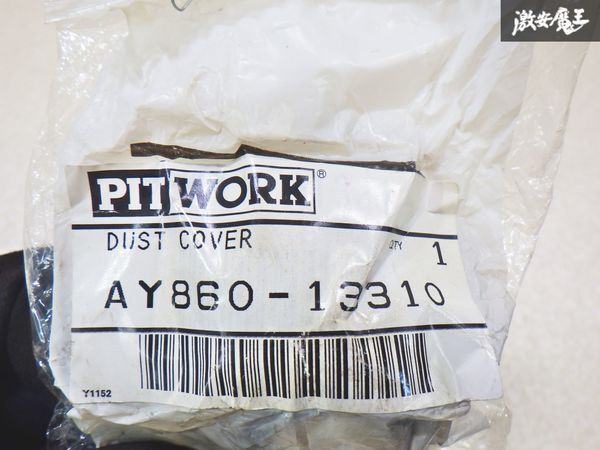 激安魔王
PITWORK®
DUST COVER QTY 1
AY860-13310
Y1152